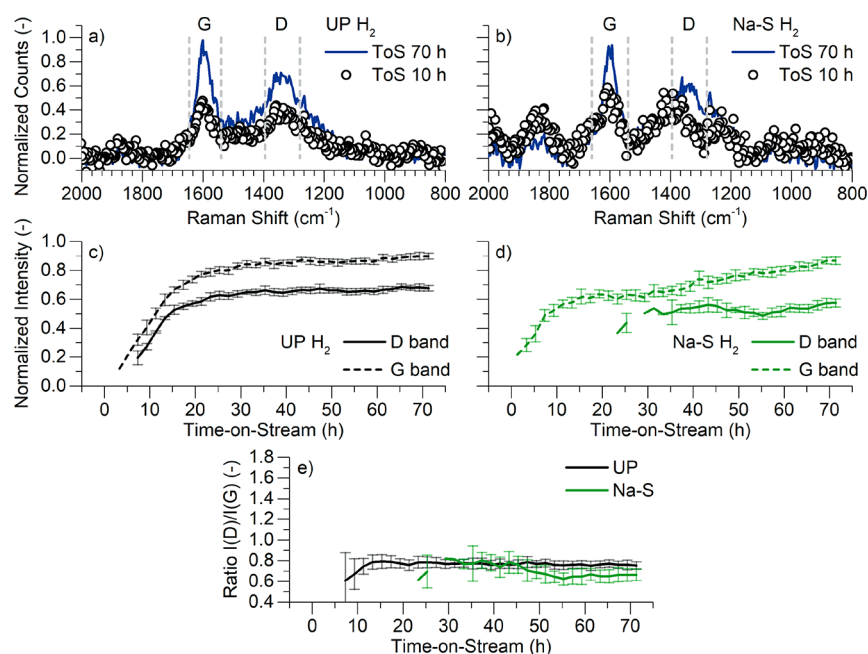 G D UP H₂
a)
ToS 70 h
ToS 10 h
Normalized Counts (-)
1.0
0.8
0.6
0.4
0.2
0.0
2000 1600 1400 1200 1000 800
Raman Shift (cm⁻¹)
G D Na-S H₂
b)
ToS 70 h
ToS 10 h
2000 1600 1400 1200 1000 800
Raman Shift (cm⁻¹)
c)
Normalized Intensity (-)
1.0
0.8
0.6
0.4
0.2
0.0
UP H₂
D band
G band
0 10 20 30 40 50 60 70
Time-on-Stream (h)
d)
Na-S H₂
D band
G band
0 10 20 30 40 50 60 70
Time-on-Stream (h)
e)
UP
Na-S
Ratio I(D)/I(G) (-)
1.8
1.6
1.4
1.2
1.0
0.8
0.6
0.4
0 10 20 30 40 50 60 70
Time-on-Stream (h)